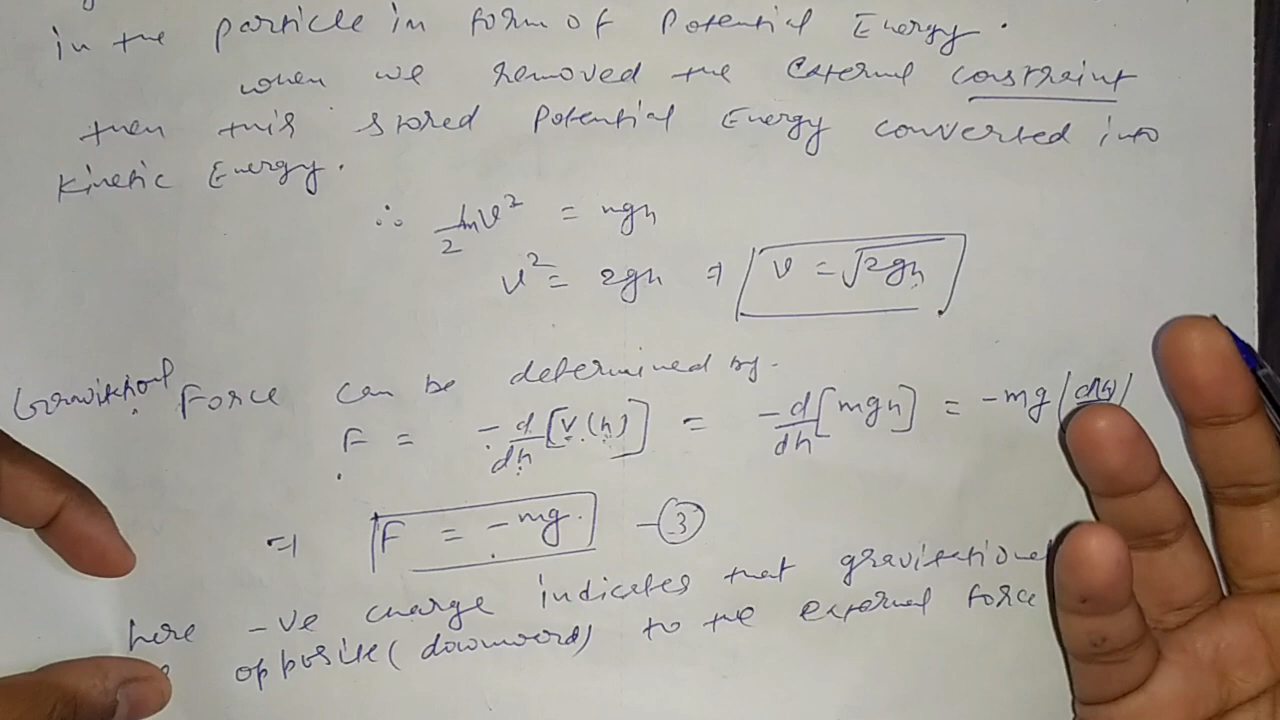 in the particle in form of Potential Energy.
when we removed the External constraint
then this stored Potential Energy converted into
Kinetic Energy.
∴ 1/2 mv² = mgh
v² = 2gh ⇒ v = √2gh
Gravitational Force can be determined by.
F = -d/dh [V(h)] = -d/dh [mgh] = -mg (dh/
⇒ F = -mg. -③
here -ve charge indicates that gravitational
opposite (downword) to the external force